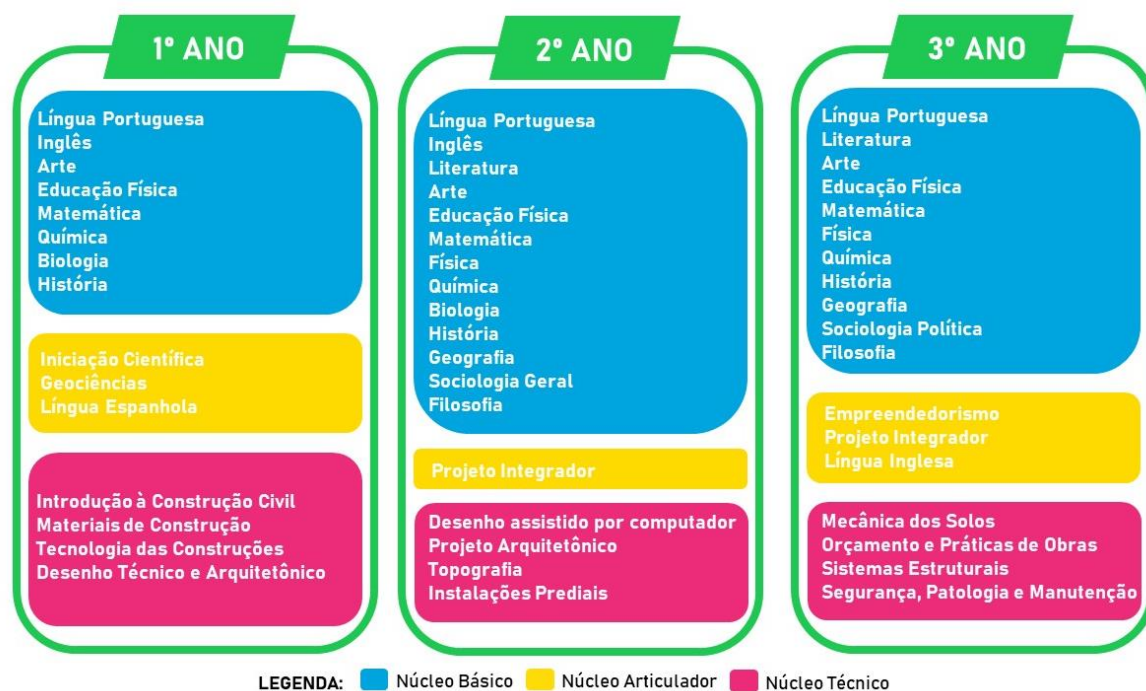 1º ANO
Língua Portuguesa
Inglês
Arte
Educação Física
Matemática
Química
Biologia
História
Iniciação Científica
Geociências
Língua Espanhola
Introdução à Construção Civil
Materiais de Construção
Tecnologia das Construções
Desenho Técnico e Arquitetônico
2º ANO
Língua Portuguesa
Inglês
Literatura
Arte
Educação Física
Matemática
Física
Química
Biologia
História
Geografia
Sociologia Geral
Filosofia
Projeto Integrador
Desenho assistido por computador
Projeto Arquitetônico
Topografia
Instalações Prediais
3º ANO
Língua Portuguesa
Literatura
Arte
Educação Física
Matemática
Física
Química
História
Geografia
Sociologia Política
Filosofia
Empreendedorismo
Projeto Integrador
Língua Inglesa
Mecânica dos Solos
Orçamento e Práticas de Obras
Sistemas Estruturais
Segurança, Patologia e Manutenção
LEGENDA: Núcleo Básico Núcleo Articulador Núcleo Técnico